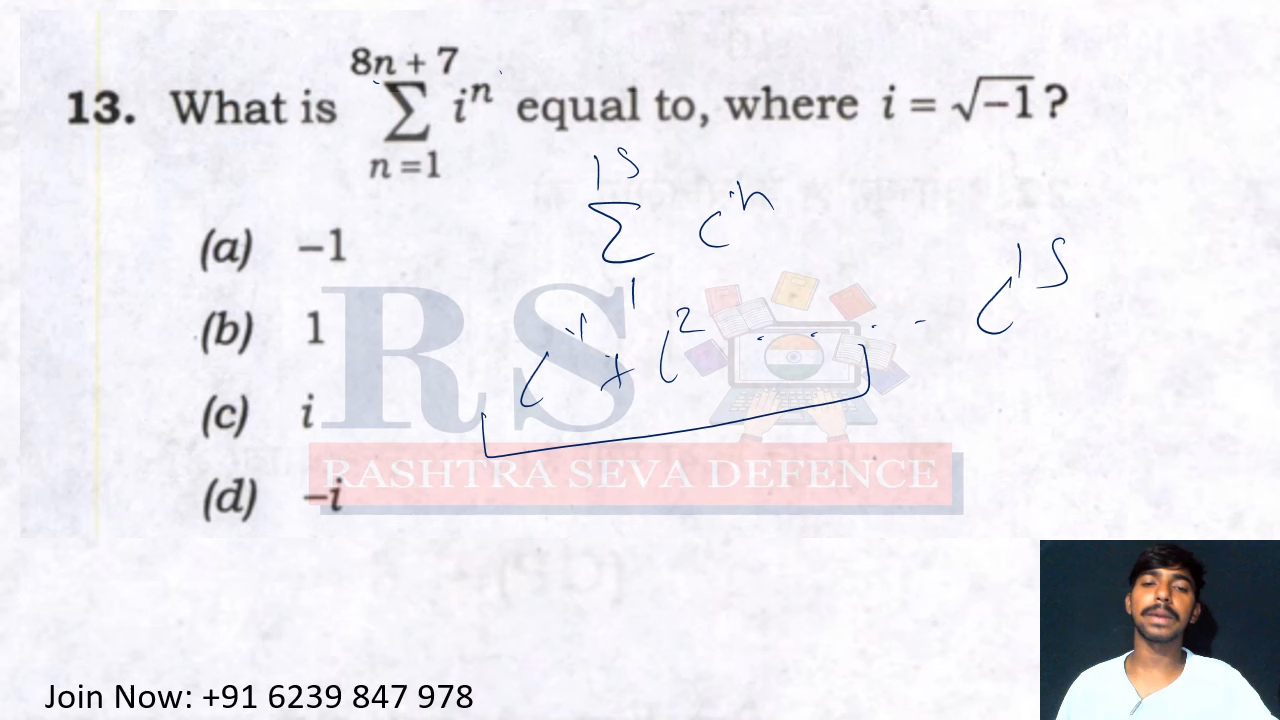 8n + 7
13. What is ∑ iⁿ equal to, where i = √−1 ?
n = 1
15
∑ iⁿ
1
(a) −1
i¹ + i² . . . . - i¹⁵
(b) 1
(c) i
RS
RASHTRA SEVA DEFENCE
(d) −i
Join Now: +91 6239 847 978